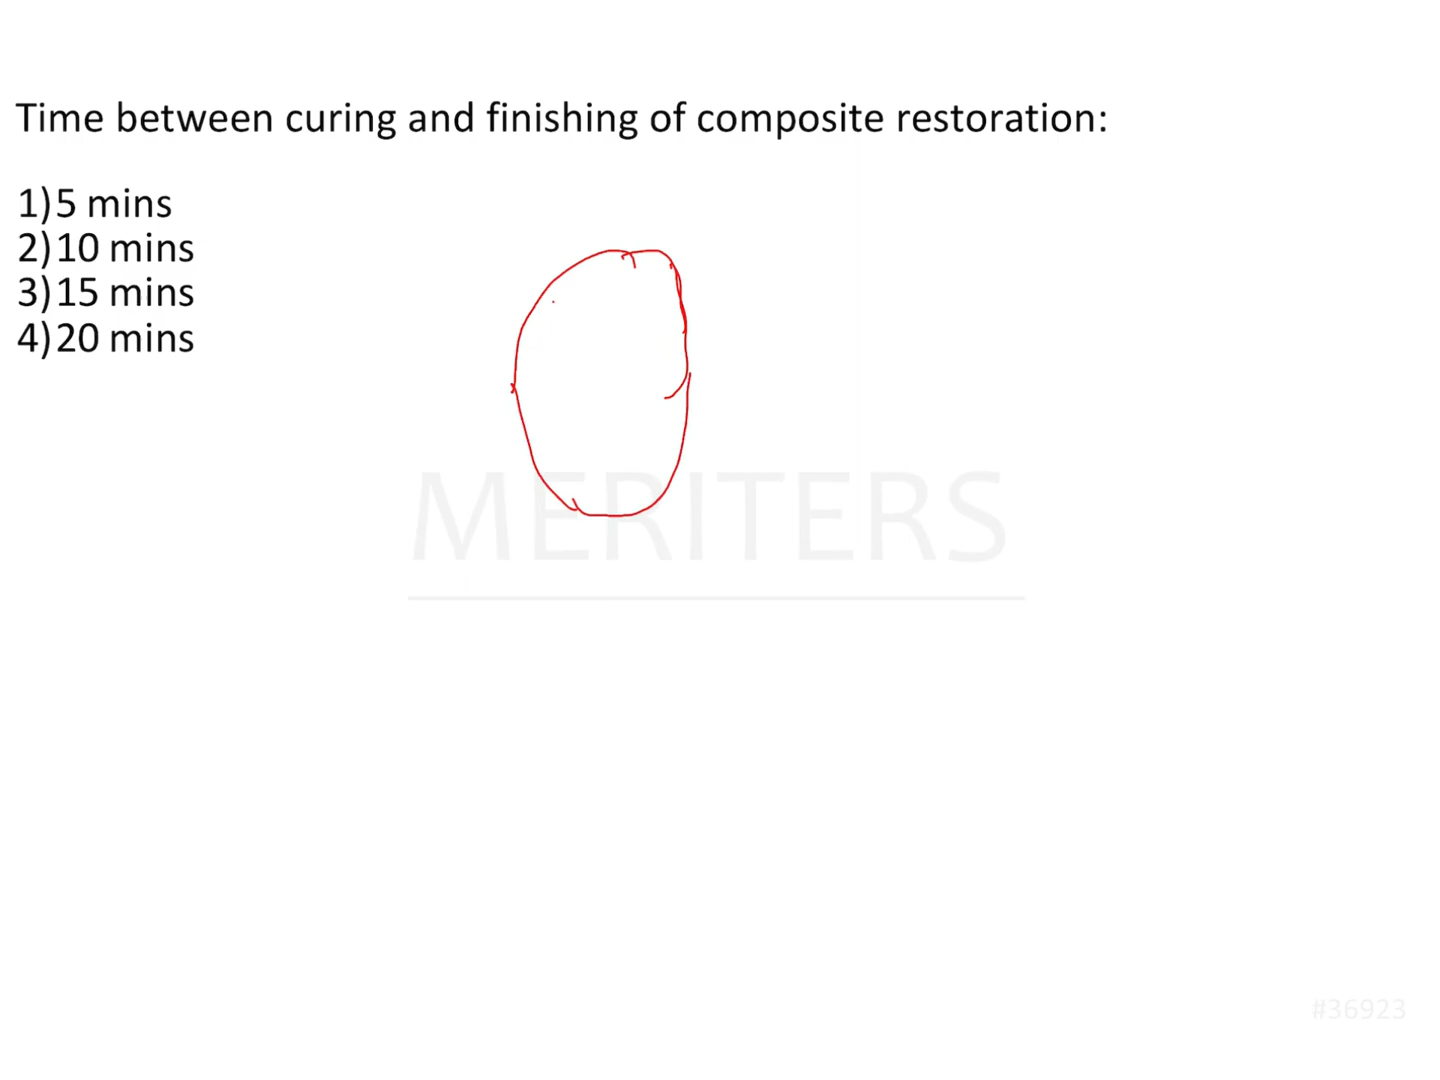 Time between curing and finishing of composite restoration:
1)5 mins
2)10 mins
3)15 mins
4)20 mins
MERITERS
#36923